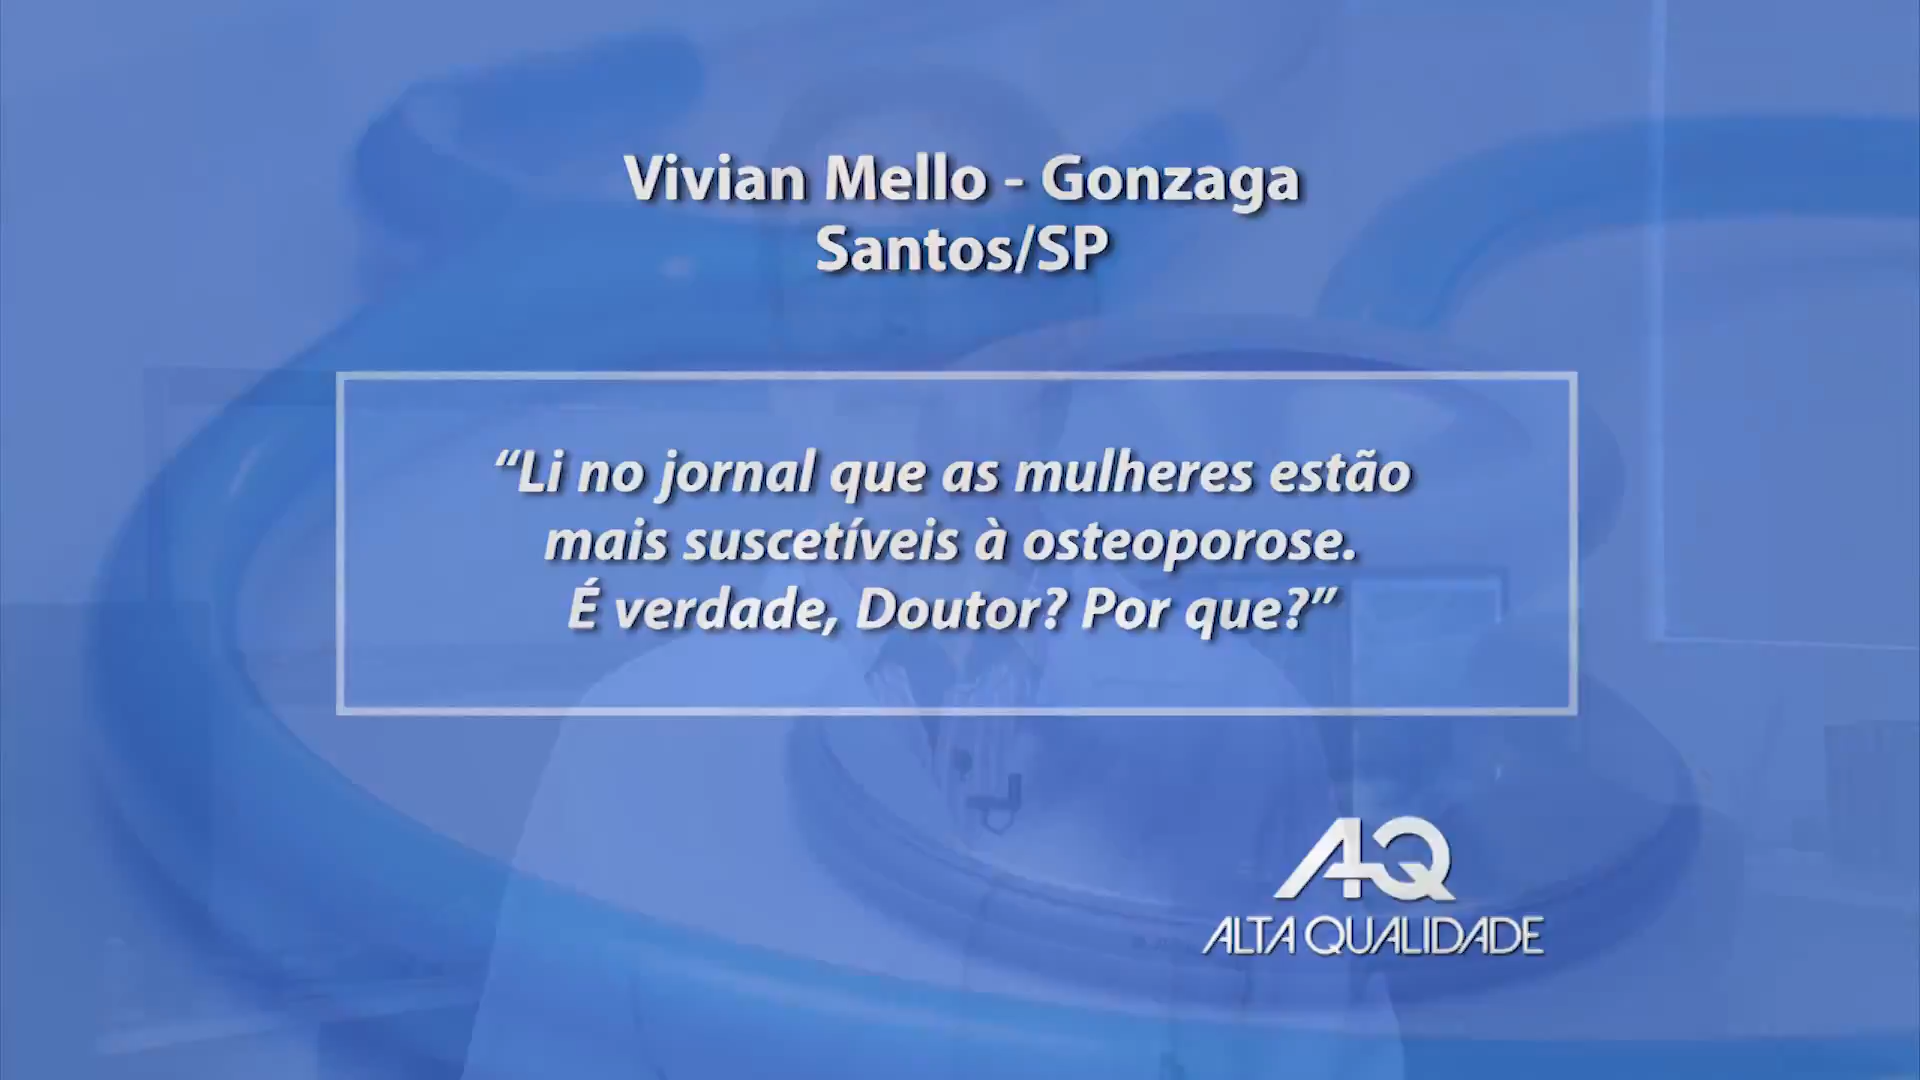 Vivian Mello - Gonzaga
Santos/SP
“Li no jornal que as mulheres estão
mais suscetíveis à osteoporose.
É verdade, Doutor? Por que?”
AQ
ALTA QUALIDADE